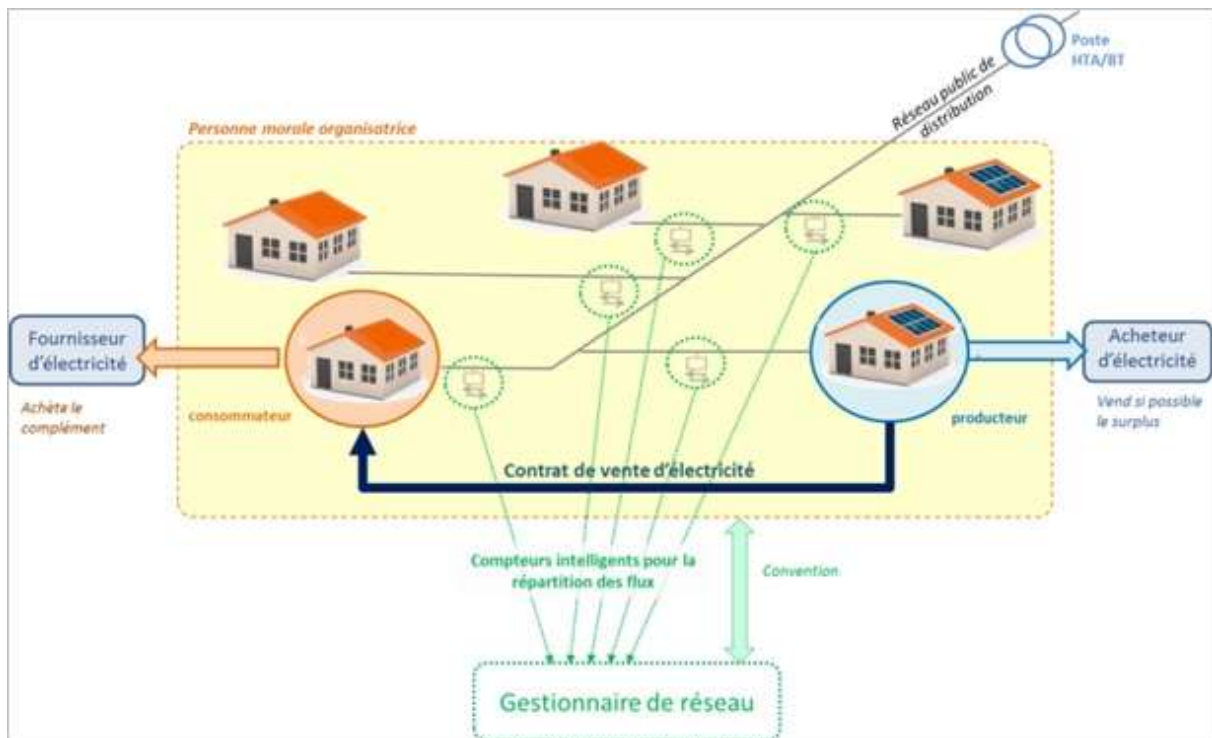 Poste
HTA/BT
Réseau public de
distribution
Personne morale organisatrice
Fournisseur
d'électricité
Achète le
complément
consommateur
producteur
Acheteur
d'électricité
Vend si possible
le surplus
Contrat de vente d'électricité
Compteurs intelligents pour la
répartition des flux
Convention
Gestionnaire de réseau